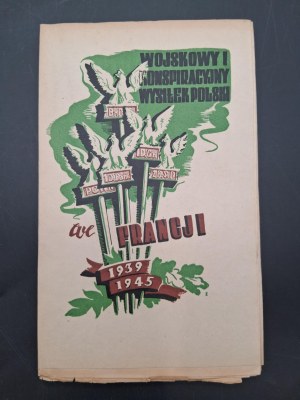 WOJSKOWY I
KONSPIRACYJNY
WYSIŁEK POLSKI
we FRANCJI
1939
1945